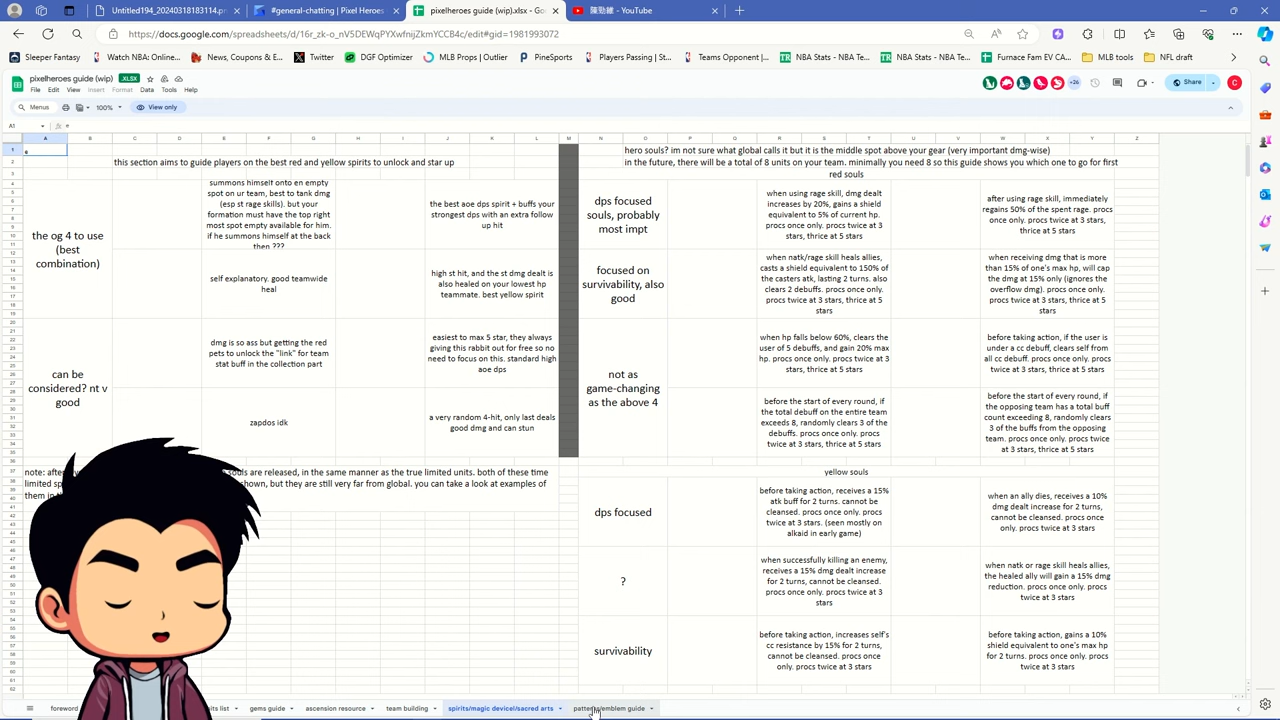 Untitled194_20240318183114.p
#general-chatting | Pixel Heroes
pixelheroes guide (wip).xlsx - Go
陳勁維 - YouTube
https://docs.google.com/spreadsheets/d/16r_zk-o_nV5DEWqPYXwfnijZkmYCCB4c/edit#gid=1981993072
Sleeper Fantasy
Watch NBA: Onlin...
News, Coupons & E...
Twitter
DGF Optimizer
MLB Props | Outlier
PineSports
Players Passing | St...
Teams Opponent |...
NBA Stats - NBA Te...
NBA Stats - NBA Te...
Furnace Fam EV CA...
MLB tools
NFL draft
pixelheroes guide (wip) .XLSX
File Edit View Insert Format Data Tools Help
+26
Share
C
Menus
100%
View only
A1
fx
e
A B C D E F G H I J K L M N O P Q R S T U V W X Y Z
e
this section aims to guide players on the best red and yellow spirits to unlock and star up
the og 4 to use
(best
combination)
summons himself onto en empty
spot on ur team, best to tank dmg
(esp st rage skills). but your
formation must have the top right
most spot empty available for him.
if he summons himself at the back
then ???
the best aoe dps spirit + buffs your
strongest dps with an extra follow
up hit
self explanatory. good teamwide
heal
high st hit, and the st dmg dealt is
also healed on your lowest hp
teammate. best yellow spirit
can be
considered? nt v
good
dmg is so ass but getting the red
pets to unlock the "link" for team
stat buff in the collection part
easiest to max 5 star, they always
giving this rabbit out for free so no
need to focus on this. standard high
aoe dps
zapdos idk
a very random 4-hit, only last deals
good dmg and can stun
note: after
souls are released, in the same manner as the true limited units. both of these time
limited sp
shown, but they are still very far from global. you can take a look at examples of
them in t
hero souls? im not sure what global calls it but it is the middle spot above your gear (very important dmg-wise)
in the future, there will be a total of 8 units on your team. minimally you need 8 so this guide shows you which one to go for first
red souls
dps focused
souls, probably
most impt
when using rage skill, dmg dealt
increases by 20%, gains a shield
equivalent to 5% of current hp.
procs once only. procs twice at 3
stars, thrice at 5 stars
after using rage skill, immediately
regains 50% of the spent rage. procs
once only. procs twice at 3 stars,
thrice at 5 stars
focused on
survivability, also
good
when natk/rage skill heals allies,
casts a shield equivalent to 150% of
the casters atk, lasting 2 turns. also
clears 2 debuffs. procs once only.
procs twice at 3 stars, thrice at 5
stars
when receiving dmg that is more
than 15% of one's max hp, will cap
the dmg at 15% only (ignores the
overflow dmg). procs once only.
procs twice at 3 stars, thrice at 5
stars
not as
game-changing
as the above 4
when hp falls below 60%, clears the
user of 5 debuffs, and gain 20% max
hp. procs once only. procs twice at 3
stars, thrice at 5 stars
before taking action, if the user is
under a cc debuff, clears self from
all cc debuff. procs once only. procs
twice at 3 stars, thrice at 5 stars
before the start of every round, if
the total debuff on the entire team
exceeds 8, randomly clears 3 of the
debuffs. procs once only. procs
twice at 3 stars, thrice at 5 stars
before the start of every round, if
the opposing team has a total buff
count exceeding 8, randomly clears
3 of the buffs from the opposing
team. procs once only. procs twice
at 3 stars, thrice at 5 stars
yellow souls
dps focused
before taking action, receives a 15%
atk buff for 2 turns. cannot be
cleansed. procs once only. procs
twice at 3 stars. (seen mostly on
alkaid in early game)
when an ally dies, receives a 10%
dmg dealt increase for 2 turns,
cannot be cleansed. procs once
only. procs twice at 3 stars
?
when successfully killing an enemy,
receives a 15% dmg dealt increase
for 2 turns, cannot be cleansed.
procs once only. procs twice at 3
stars
when natk or rage skill heals allies,
the healed ally will gain a 15% dmg
reduction. procs once only. procs
twice at 3 stars
survivability
before taking action, increases self's
cc resistance by 15% for 2 turns,
cannot be cleansed. procs once
only. procs twice at 3 stars
before taking action, gains a 10%
shield equivalent to one's max hp
for 2 turns. procs once only. procs
twice at 3 stars
foreword
its list
gems guide
ascension resource
team building
spirits/magic device/sacred arts
patterns/emblem guide